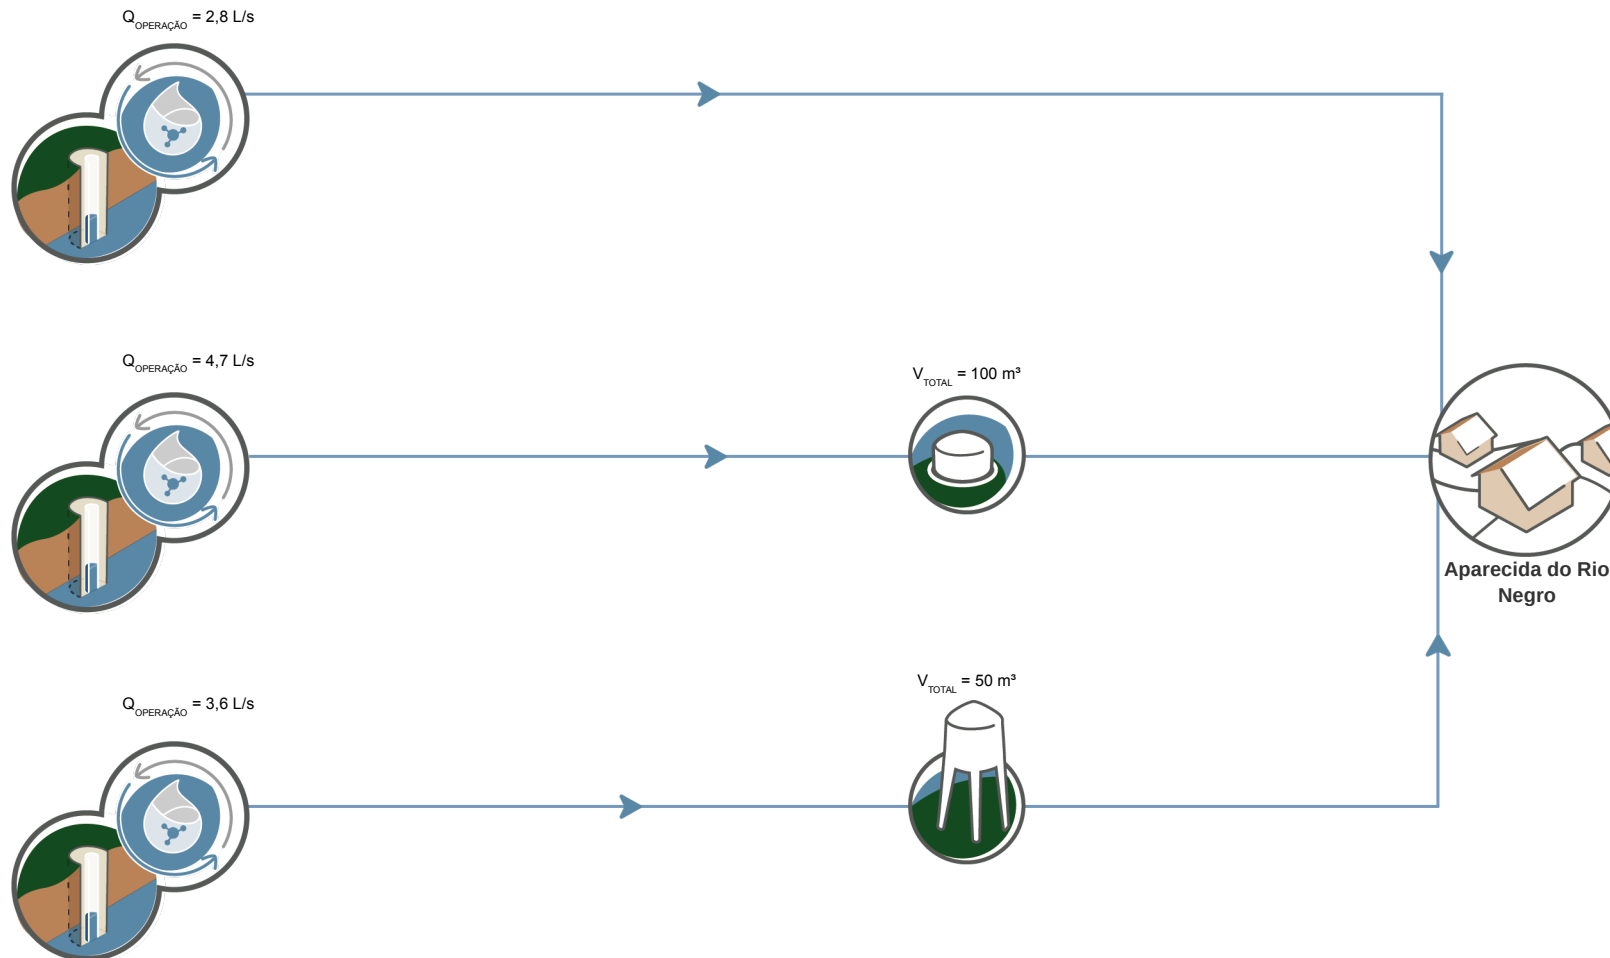 Q OPERAÇÃO = 2,8 L/s
Q OPERAÇÃO = 4,7 L/s
V TOTAL = 100 m³
Aparecida do Rio
Negro
V TOTAL = 50 m³
Q OPERAÇÃO = 3,6 L/s